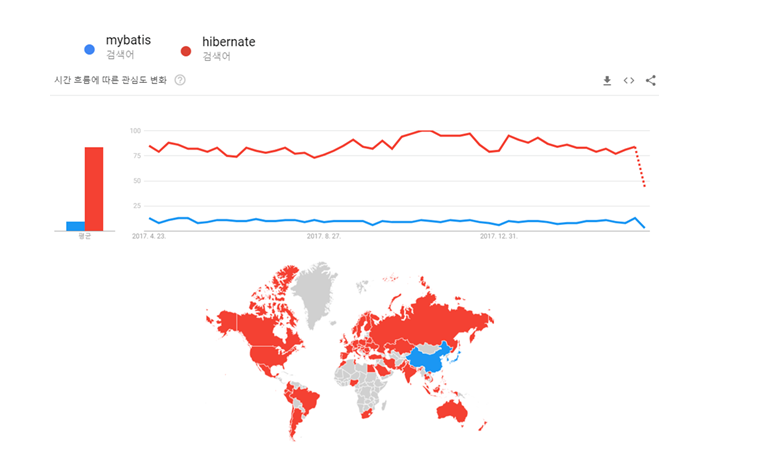 mybatis
검색어
hibernate
검색어
시간 흐름에 따른 관심도 변화
100
75
50
25
평균
2017. 4. 23.
2017. 8. 27.
2017. 12. 31.